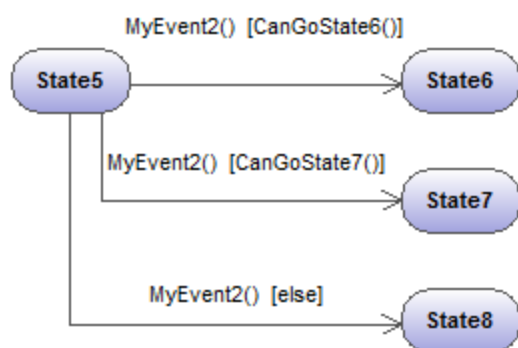 MyEvent2() [CanGoState6()]
State5
State6
MyEvent2() [CanGoState7()]
State7
MyEvent2() [else]
State8